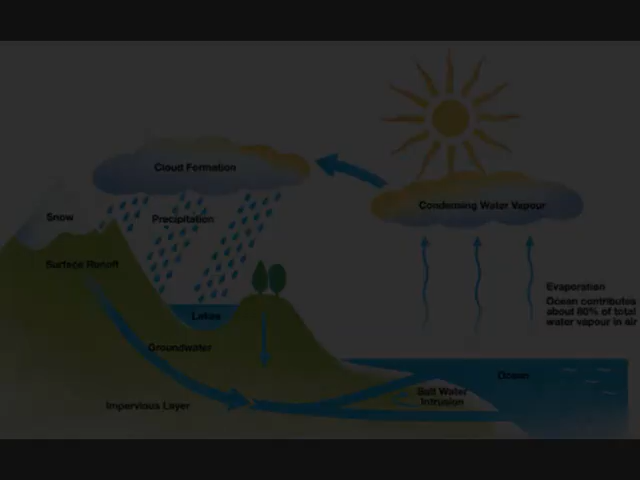 Cloud Formation
Condensing Water Vapour
Snow
Precipitation
Surface Runoff
Evaporation
Ocean contributes
about 80% of total
water vapour in air
Lakes
Groundwater
Ocean
Salt Water
Intrusion
Impervious Layer